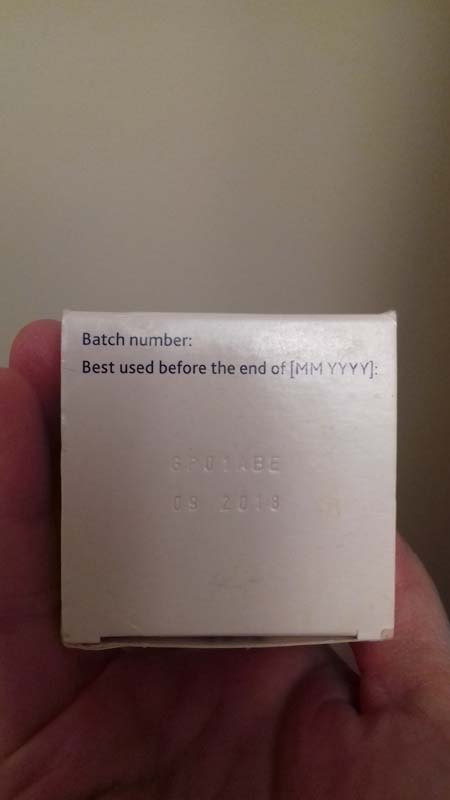 Batch number:
Best used before the end of [MM YYYY]:
GP01ABE
09 2018